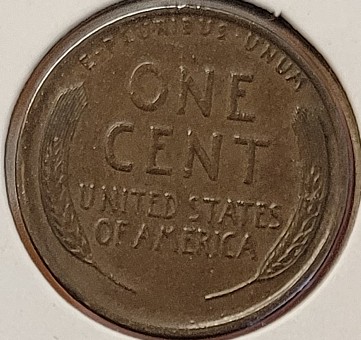 E·PLURIBUS·UNUM
ONE
CENT
UNITED STATES
OF AMERICA